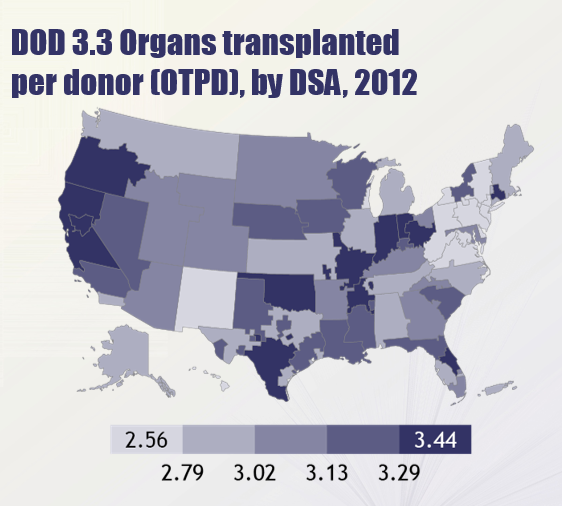 DOD 3.3 Organs transplanted
per donor (OTPD), by DSA, 2012
2.56 3.44
2.79 3.02 3.13 3.29